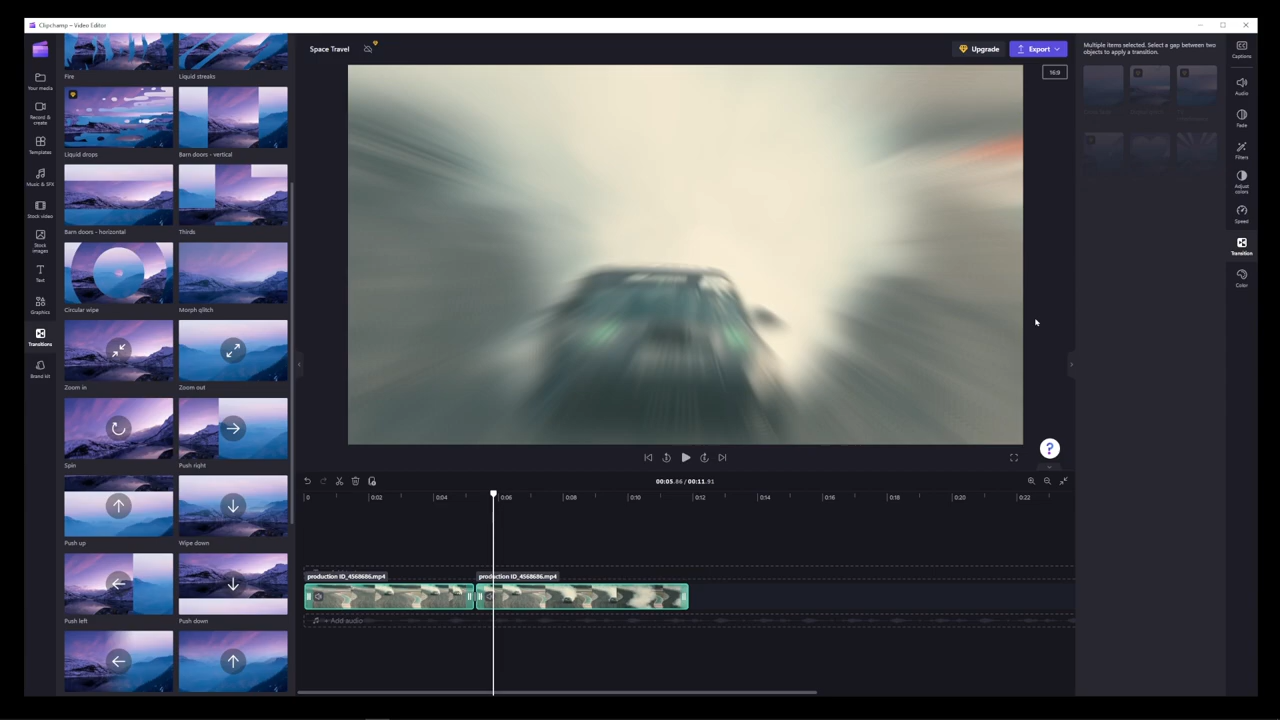 Clipchamp – Video Editor
Your media
Record & create
Templates
Music & SFX
Stock video
Stock images
Text
Graphics
Transitions
Brand kit
Fire
Liquid streaks
Liquid drops
Barn doors - vertical
Barn doors - horizontal
Thirds
Circular wipe
Morph glitch
Zoom in
Zoom out
Spin
Push right
Push up
Wipe down
Push left
Push down
Space Travel
Upgrade
Export
16:9
00:05.86 / 00:11.91
0
0:02
0:04
0:06
0:08
0:10
0:12
0:14
0:16
0:18
0:20
0:22
production ID_4568686.mp4
production ID_4568686.mp4
+ Add audio
Multiple items selected. Select a gap between two
objects to apply a transition.
Captions
Audio
Fade
Filters
Adjust colors
Speed
Transition
Color